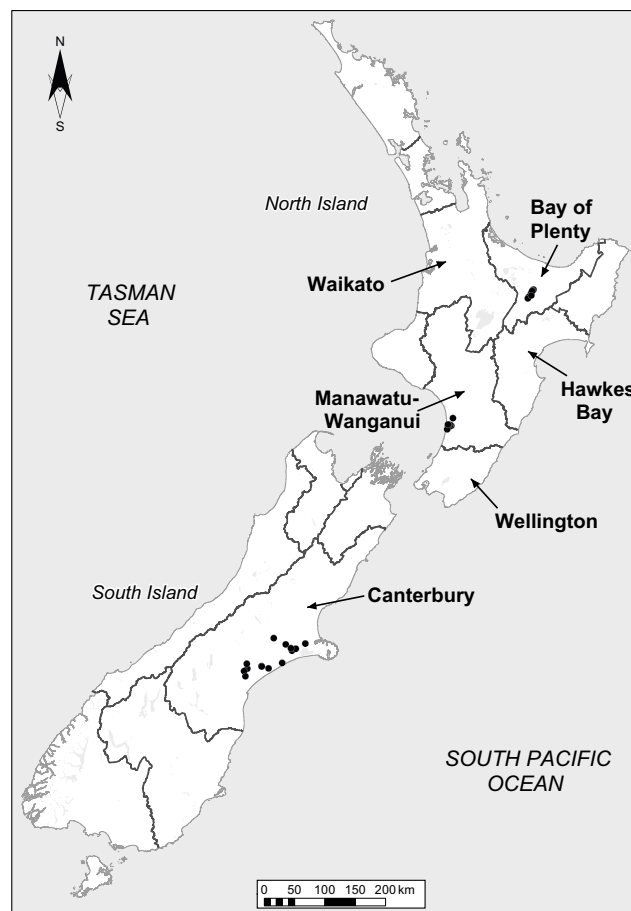 N
S
North Island
Bay of
Plenty
Waikato
TASMAN
SEA
Hawkes
Bay
Manawatu-
Wanganui
Wellington
South Island
Canterbury
SOUTH PACIFIC
OCEAN
0 50 100 150 200 km